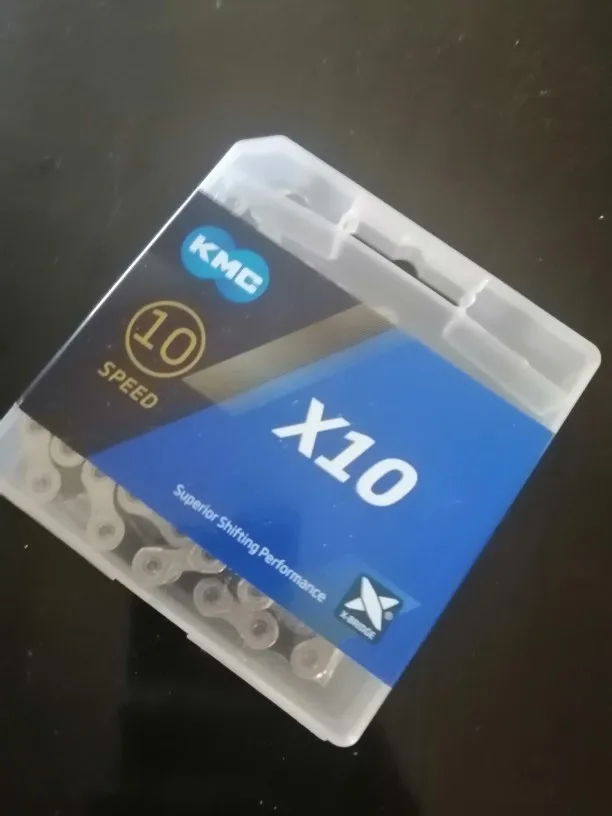 KMC
10
SPEED
X10
Superior Shifting Performance
X-BRIDGE®